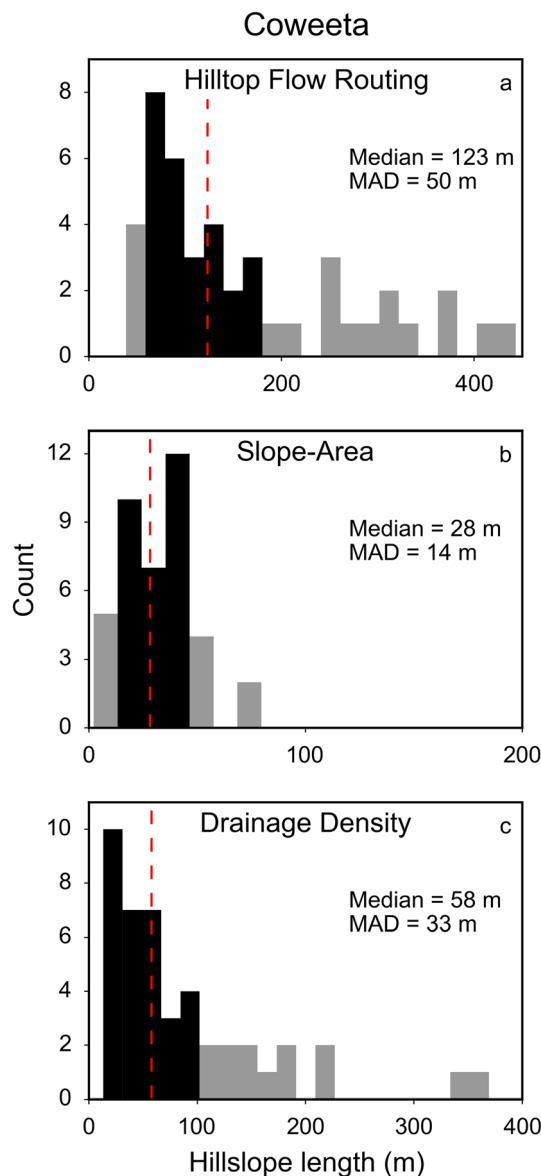 Coweeta
Hilltop Flow Routing
a
8
6
4
2
0
Median = 123 m
MAD = 50 m
0 200 400
Slope-Area
b
12
9
6
3
0
Median = 28 m
MAD = 14 m
0 100 200
Count
Drainage Density
c
10
8
6
4
2
0
Median = 58 m
MAD = 33 m
0 100 200 300 400
Hillslope length (m)